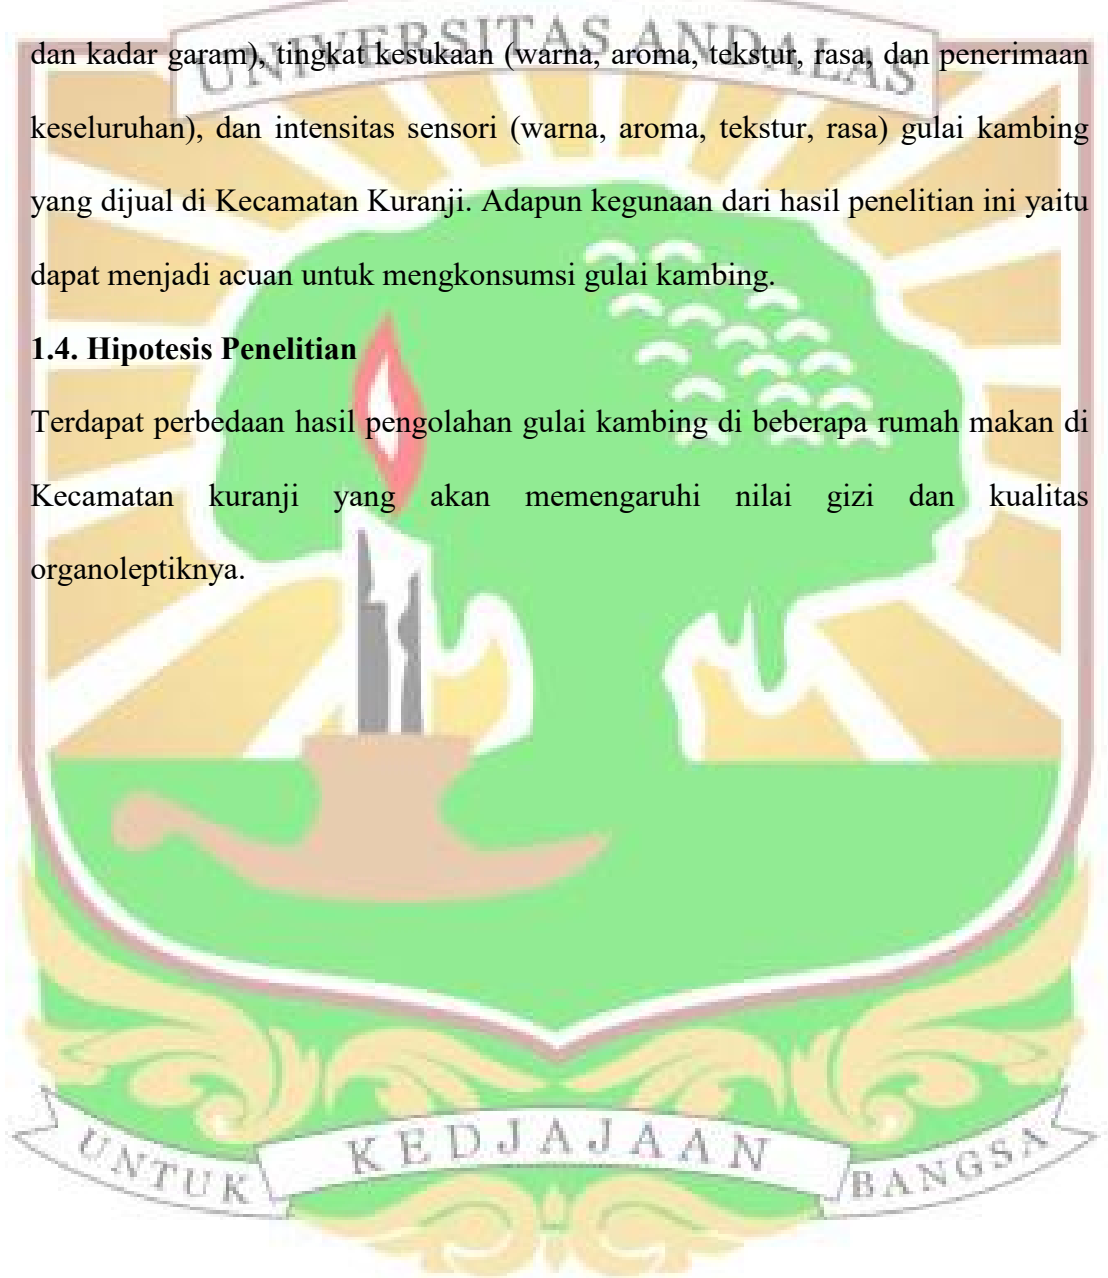 UNIVERSITAS ANDALAS
dan kadar garam), tingkat kesukaan (warna, aroma, tekstur, rasa, dan penerimaan
keseluruhan), dan intensitas sensori (warna, aroma, tekstur, rasa) gulai kambing
yang dijual di Kecamatan Kuranji. Adapun kegunaan dari hasil penelitian ini yaitu
dapat menjadi acuan untuk mengkonsumsi gulai kambing.
1.4. Hipotesis Penelitian
Terdapat perbedaan hasil pengolahan gulai kambing di beberapa rumah makan di
Kecamatan kuranji yang akan memengaruhi nilai gizi dan kualitas
organoleptiknya.
UNTUK KEDJAJAAN BANGSA